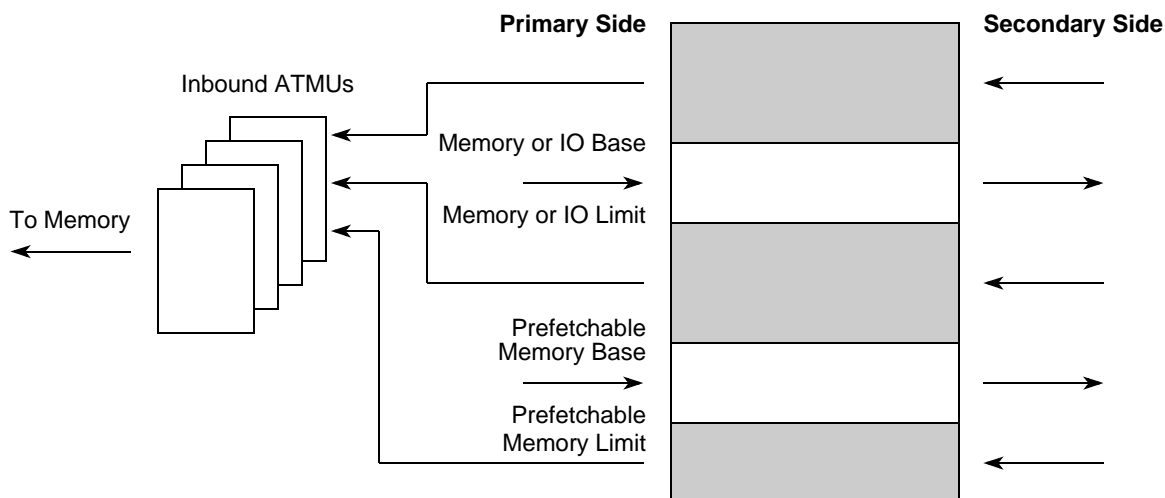 Primary Side
Secondary Side
Inbound ATMUs
Memory or IO Base
To Memory
Memory or IO Limit
Prefetchable
Memory Base
Prefetchable
Memory Limit